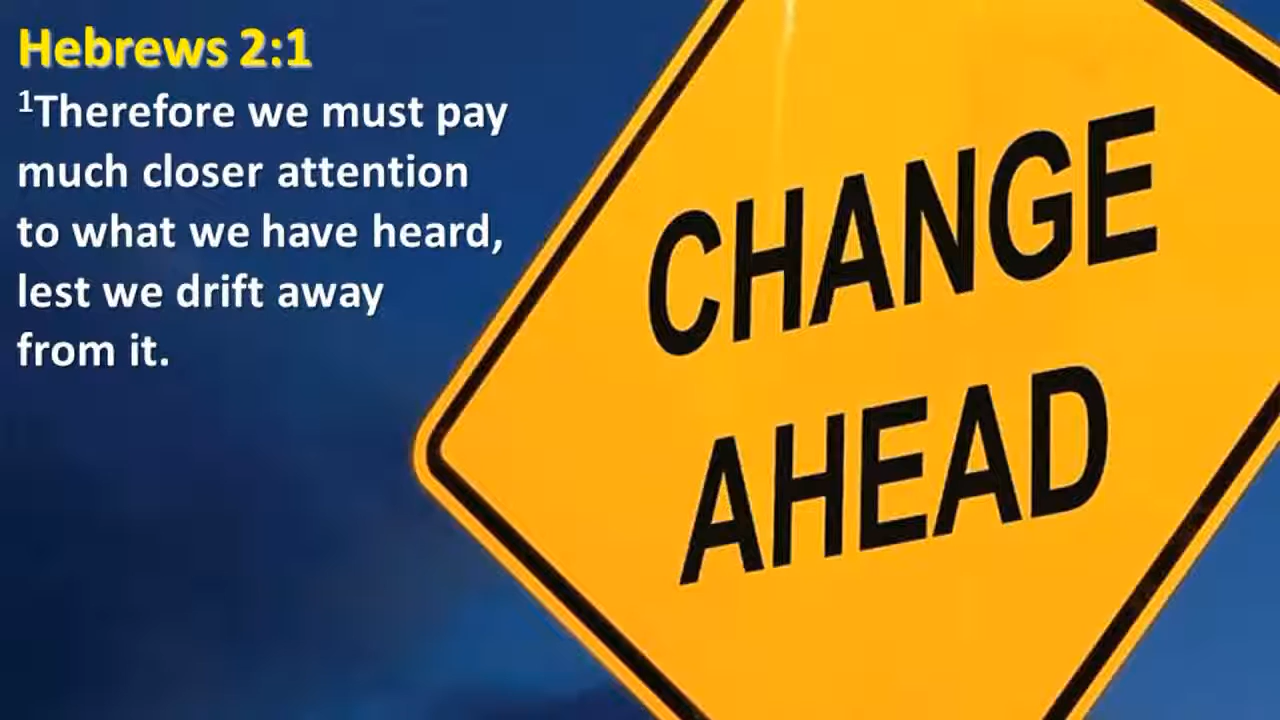 Hebrews 2:1
¹Therefore we must pay
much closer attention
to what we have heard,
lest we drift away
from it.
CHANGE
AHEAD